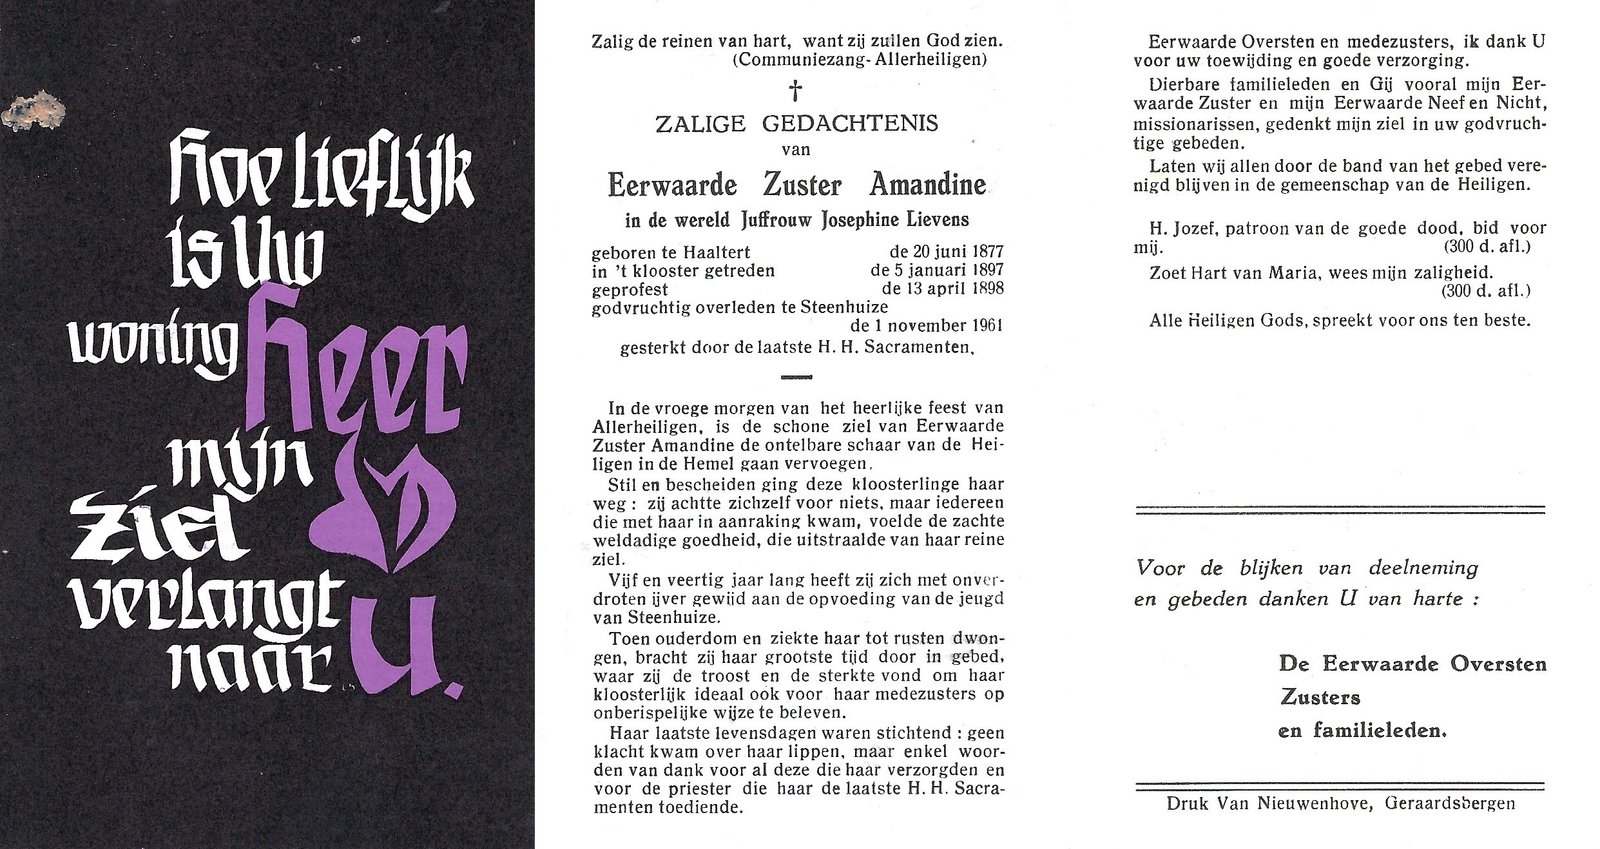 Hoe Lieflijk
is Uw
woning Heer
mijn
ziel
verlangt
naar U.
Zalig de reinen van hart, want zij zullen God zien.
(Communiezang- Allerheiligen)
†
ZALIGE GEDACHTENIS
van
Eerwaarde Zuster Amandine
in de wereld Juffrouw Josephine Lievens
geboren te Haaltert de 20 juni 1877
in 't klooster getreden de 5 januari 1897
geprofest de 13 april 1898
godvruchtig overleden te Steenhuize
de 1 november 1961
gesterkt door de laatste H. H. Sacramenten.
In de vroege morgen van het heerlijke feest van
Allerheiligen, is de schone ziel van Eerwaarde
Zuster Amandine de ontelbare schaar van de Hei-
ligen in de Hemel gaan vervoegen.
Stil en bescheiden ging deze kloosterlinge haar
weg : zij achtte zichzelf voor niets, maar iedereen
die met haar in aanraking kwam, voelde de zachte
weldadige goedheid, die uitstraalde van haar reine
ziel.
Vijf en veertig jaar lang heeft zij zich met onver-
droten ijver gewijd aan de opvoeding van de jeugd
van Steenhuize.
Toen ouderdom en ziekte haar tot rusten dwon-
gen, bracht zij haar grootste tijd door in gebed,
waar zij de troost en de sterkte vond om haar
kloosterlijk ideaal ook voor haar medezusters op
onberispelijke wijze te beleven.
Haar laatste levensdagen waren stichtend : geen
klacht kwam over haar lippen, maar enkel woor-
den van dank voor al deze die haar verzorgden en
voor de priester die haar de laatste H. H. Sacra-
menten toediende.
Eerwaarde Oversten en medezusters, ik dank U
voor uw toewijding en goede verzorging.
Dierbare familieleden en Gij vooral mijn Eer-
waarde Zuster en mijn Eerwaarde Neef en Nicht,
missionarissen, gedenkt mijn ziel in uw godvruch-
tige gebeden.
Laten wij allen door de band van het gebed vere-
nigd blijven in de gemeenschap van de Heiligen.
H. Jozef, patroon van de goede dood, bid voor
mij. (300 d. afl.)
Zoet Hart van Maria, wees mijn zaligheid.
(300 d. afl.)
Alle Heiligen Gods, spreekt voor ons ten beste.
Voor de blijken van deelneming
en gebeden danken U van harte :
De Eerwaarde Oversten
Zusters
en familieleden.
Druk Van Nieuwenhove, Geraardsbergen